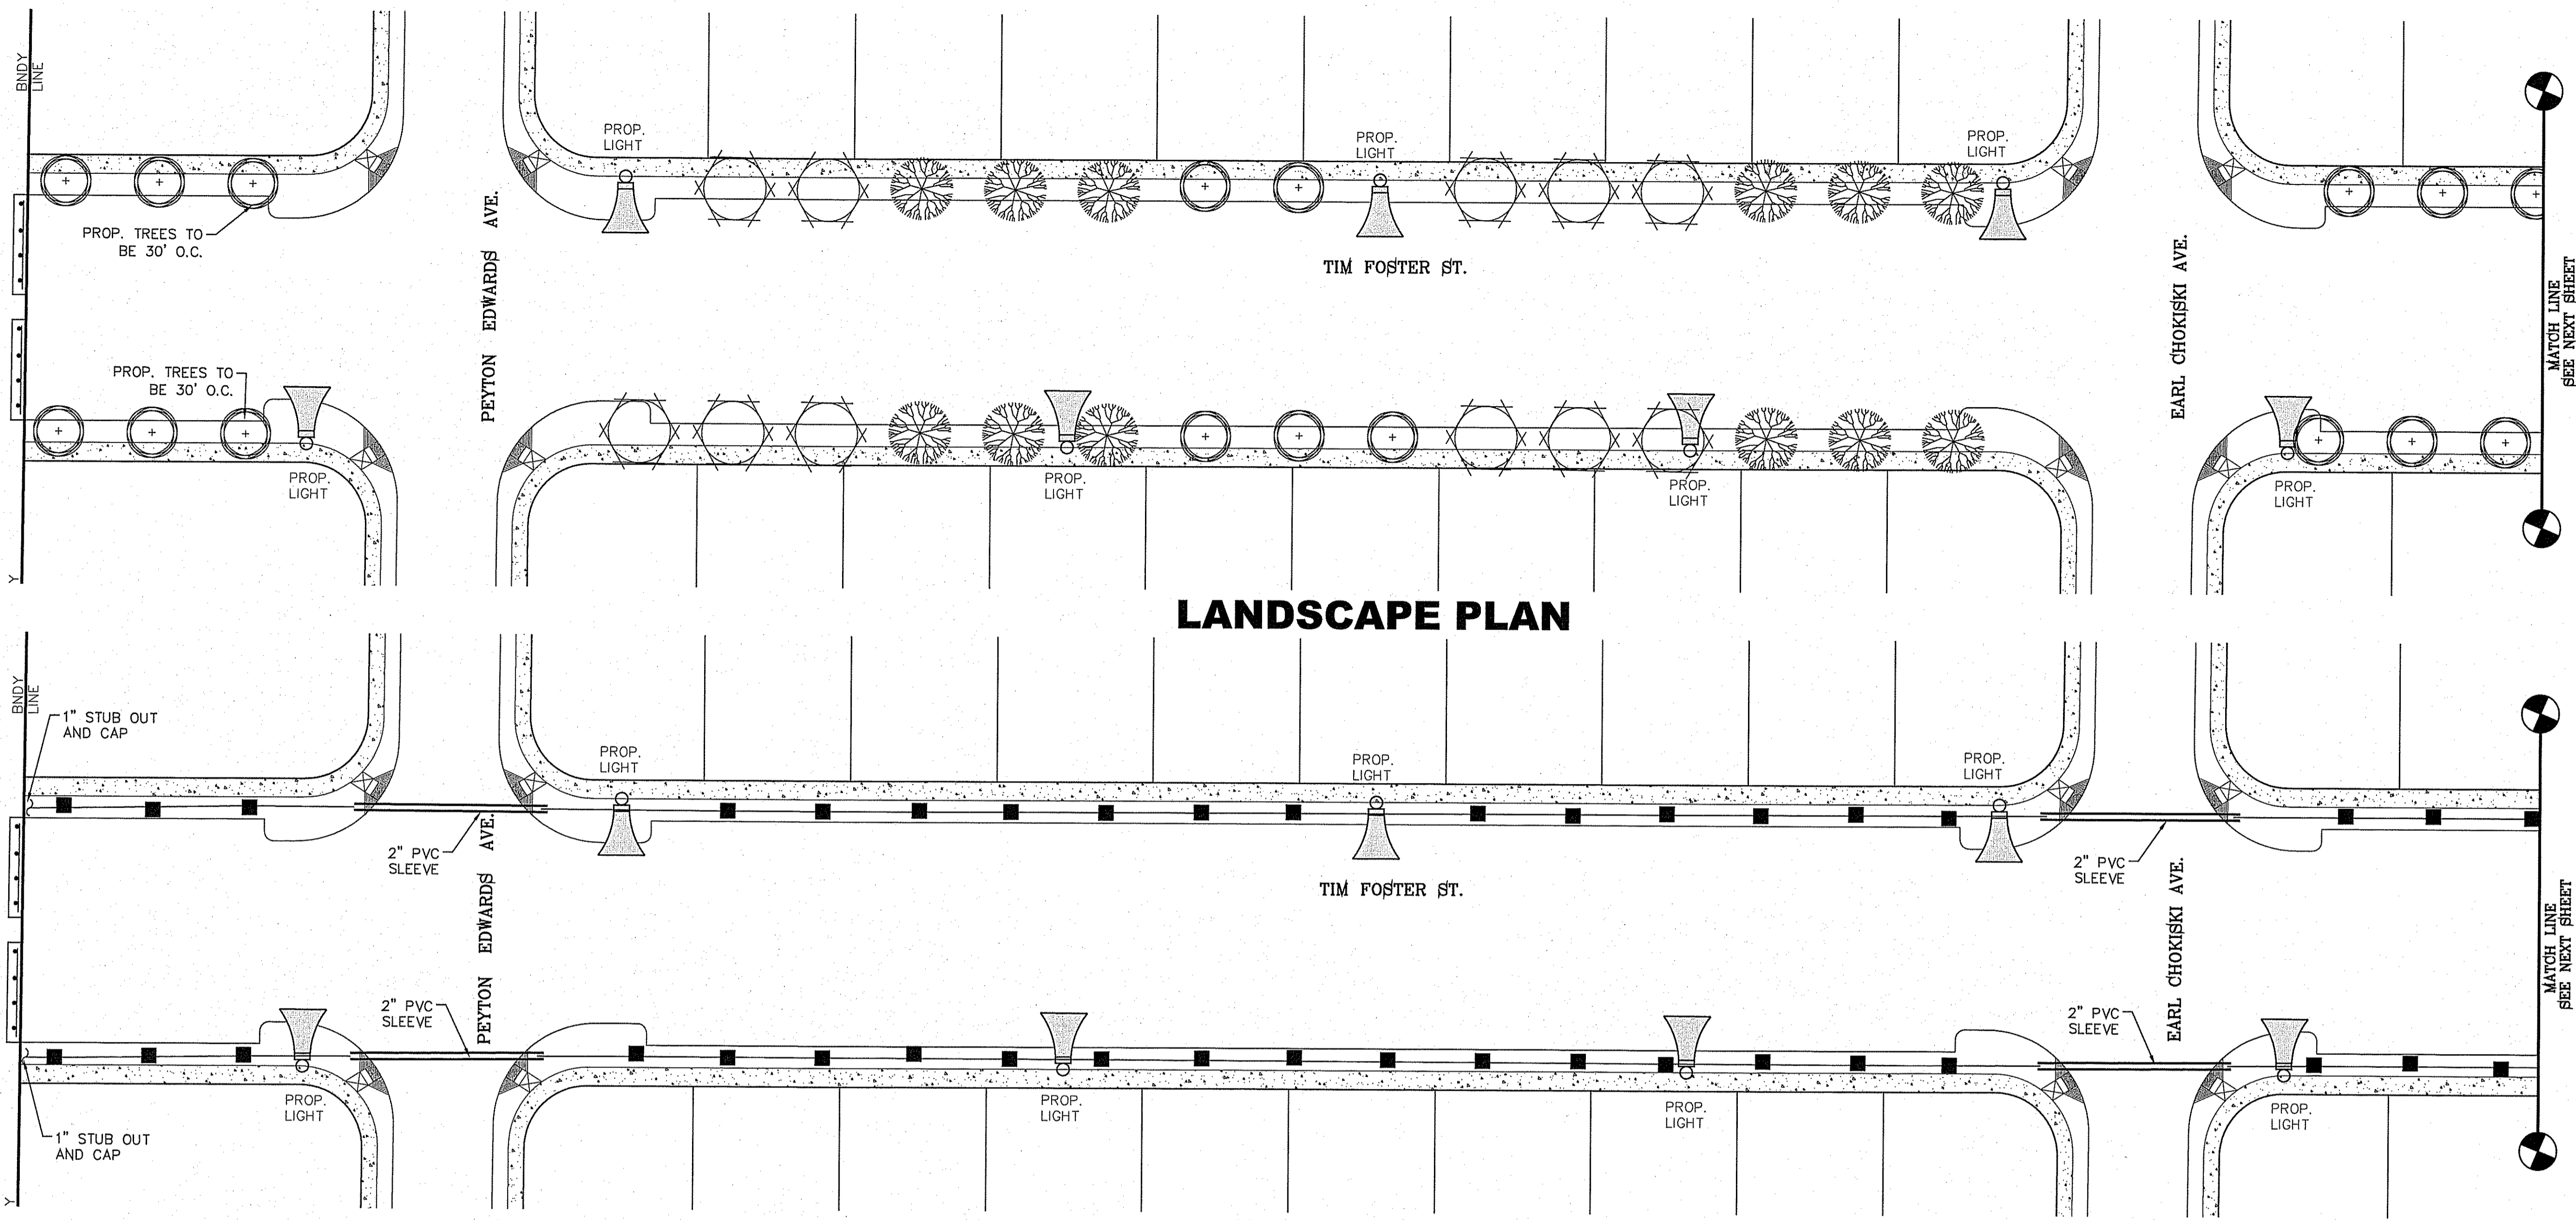 BNDY
LINE
PROP.
LIGHT
PROP.
LIGHT
PROP.
LIGHT
PROP. TREES TO
BE 30' O.C.
PEYTON EDWARDS AVE.
TIM FOSTER ST.
EARL CHOKISKI AVE.
MATCH LINE
SEE NEXT SHEET
PROP. TREES TO
BE 30' O.C.
PROP.
LIGHT
PROP.
LIGHT
PROP.
LIGHT
PROP.
LIGHT
Y
LANDSCAPE PLAN
BNDY
LINE
1" STUB OUT
AND CAP
PROP.
LIGHT
PROP.
LIGHT
PROP.
LIGHT
2" PVC
SLEEVE
2" PVC
SLEEVE
PEYTON EDWARDS AVE.
TIM FOSTER ST.
EARL CHOKISKI AVE.
MATCH LINE
SEE NEXT SHEET
2" PVC
SLEEVE
2" PVC
SLEEVE
PROP.
LIGHT
PROP.
LIGHT
PROP.
LIGHT
PROP.
LIGHT
1" STUB OUT
AND CAP
Y